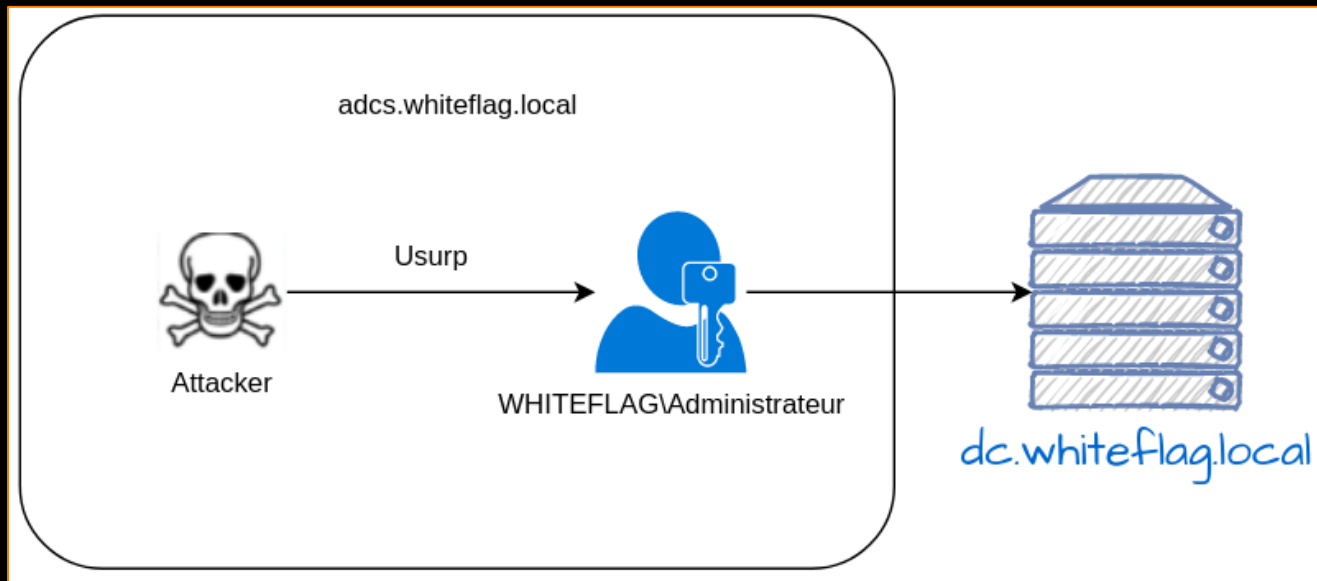 adcs.whiteflag.local
Usurp
Attacker
WHITEFLAG\Administrateur
dc.whiteflag.local